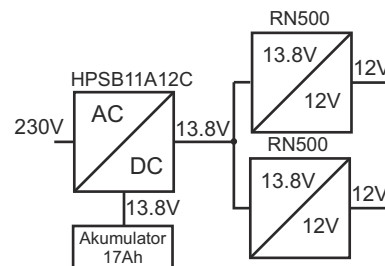 RN500
13.8V
12V
12V
HPSB11A12C
AC
DC
230V
13.8V
RN500
13.8V
12V
12V
13.8V
Akumulator
17Ah